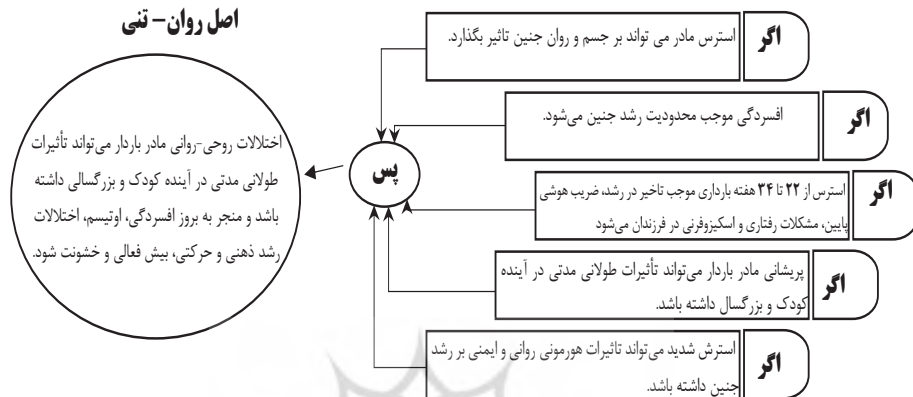 اصل روان-تنی
اگر
استرس مادر می تواند بر جسم و روان جنین تاثیر بگذارد.
اگر
افسردگی موجب محدودیت رشد جنین می‌شود.
اگر
استرس از ۲۲ تا ۳۴ هفته بارداری موجب تاخیر در رشد، ضریب هوشی
پایین، مشکلات رفتاری و اسکیزوفرنی در فرزندان می‌شود
اگر
پریشانی مادر باردار می‌تواند تأثیرات طولانی مدتی در آینده
کودک و بزرگسال داشته باشد.
اگر
استرش شدید می‌تواند تاثیرات هورمونی روانی و ایمنی بر رشد
جنین داشته باشد.
پس
اختلالات روحی-روانی مادر باردار می‌تواند تأثیرات
طولانی مدتی در آینده کودک و بزرگسالی داشته
باشد و منجر به بروز افسردگی، اوتیسم، اختلالات
رشد ذهنی و حرکتی، بیش فعالی و خشونت شود.